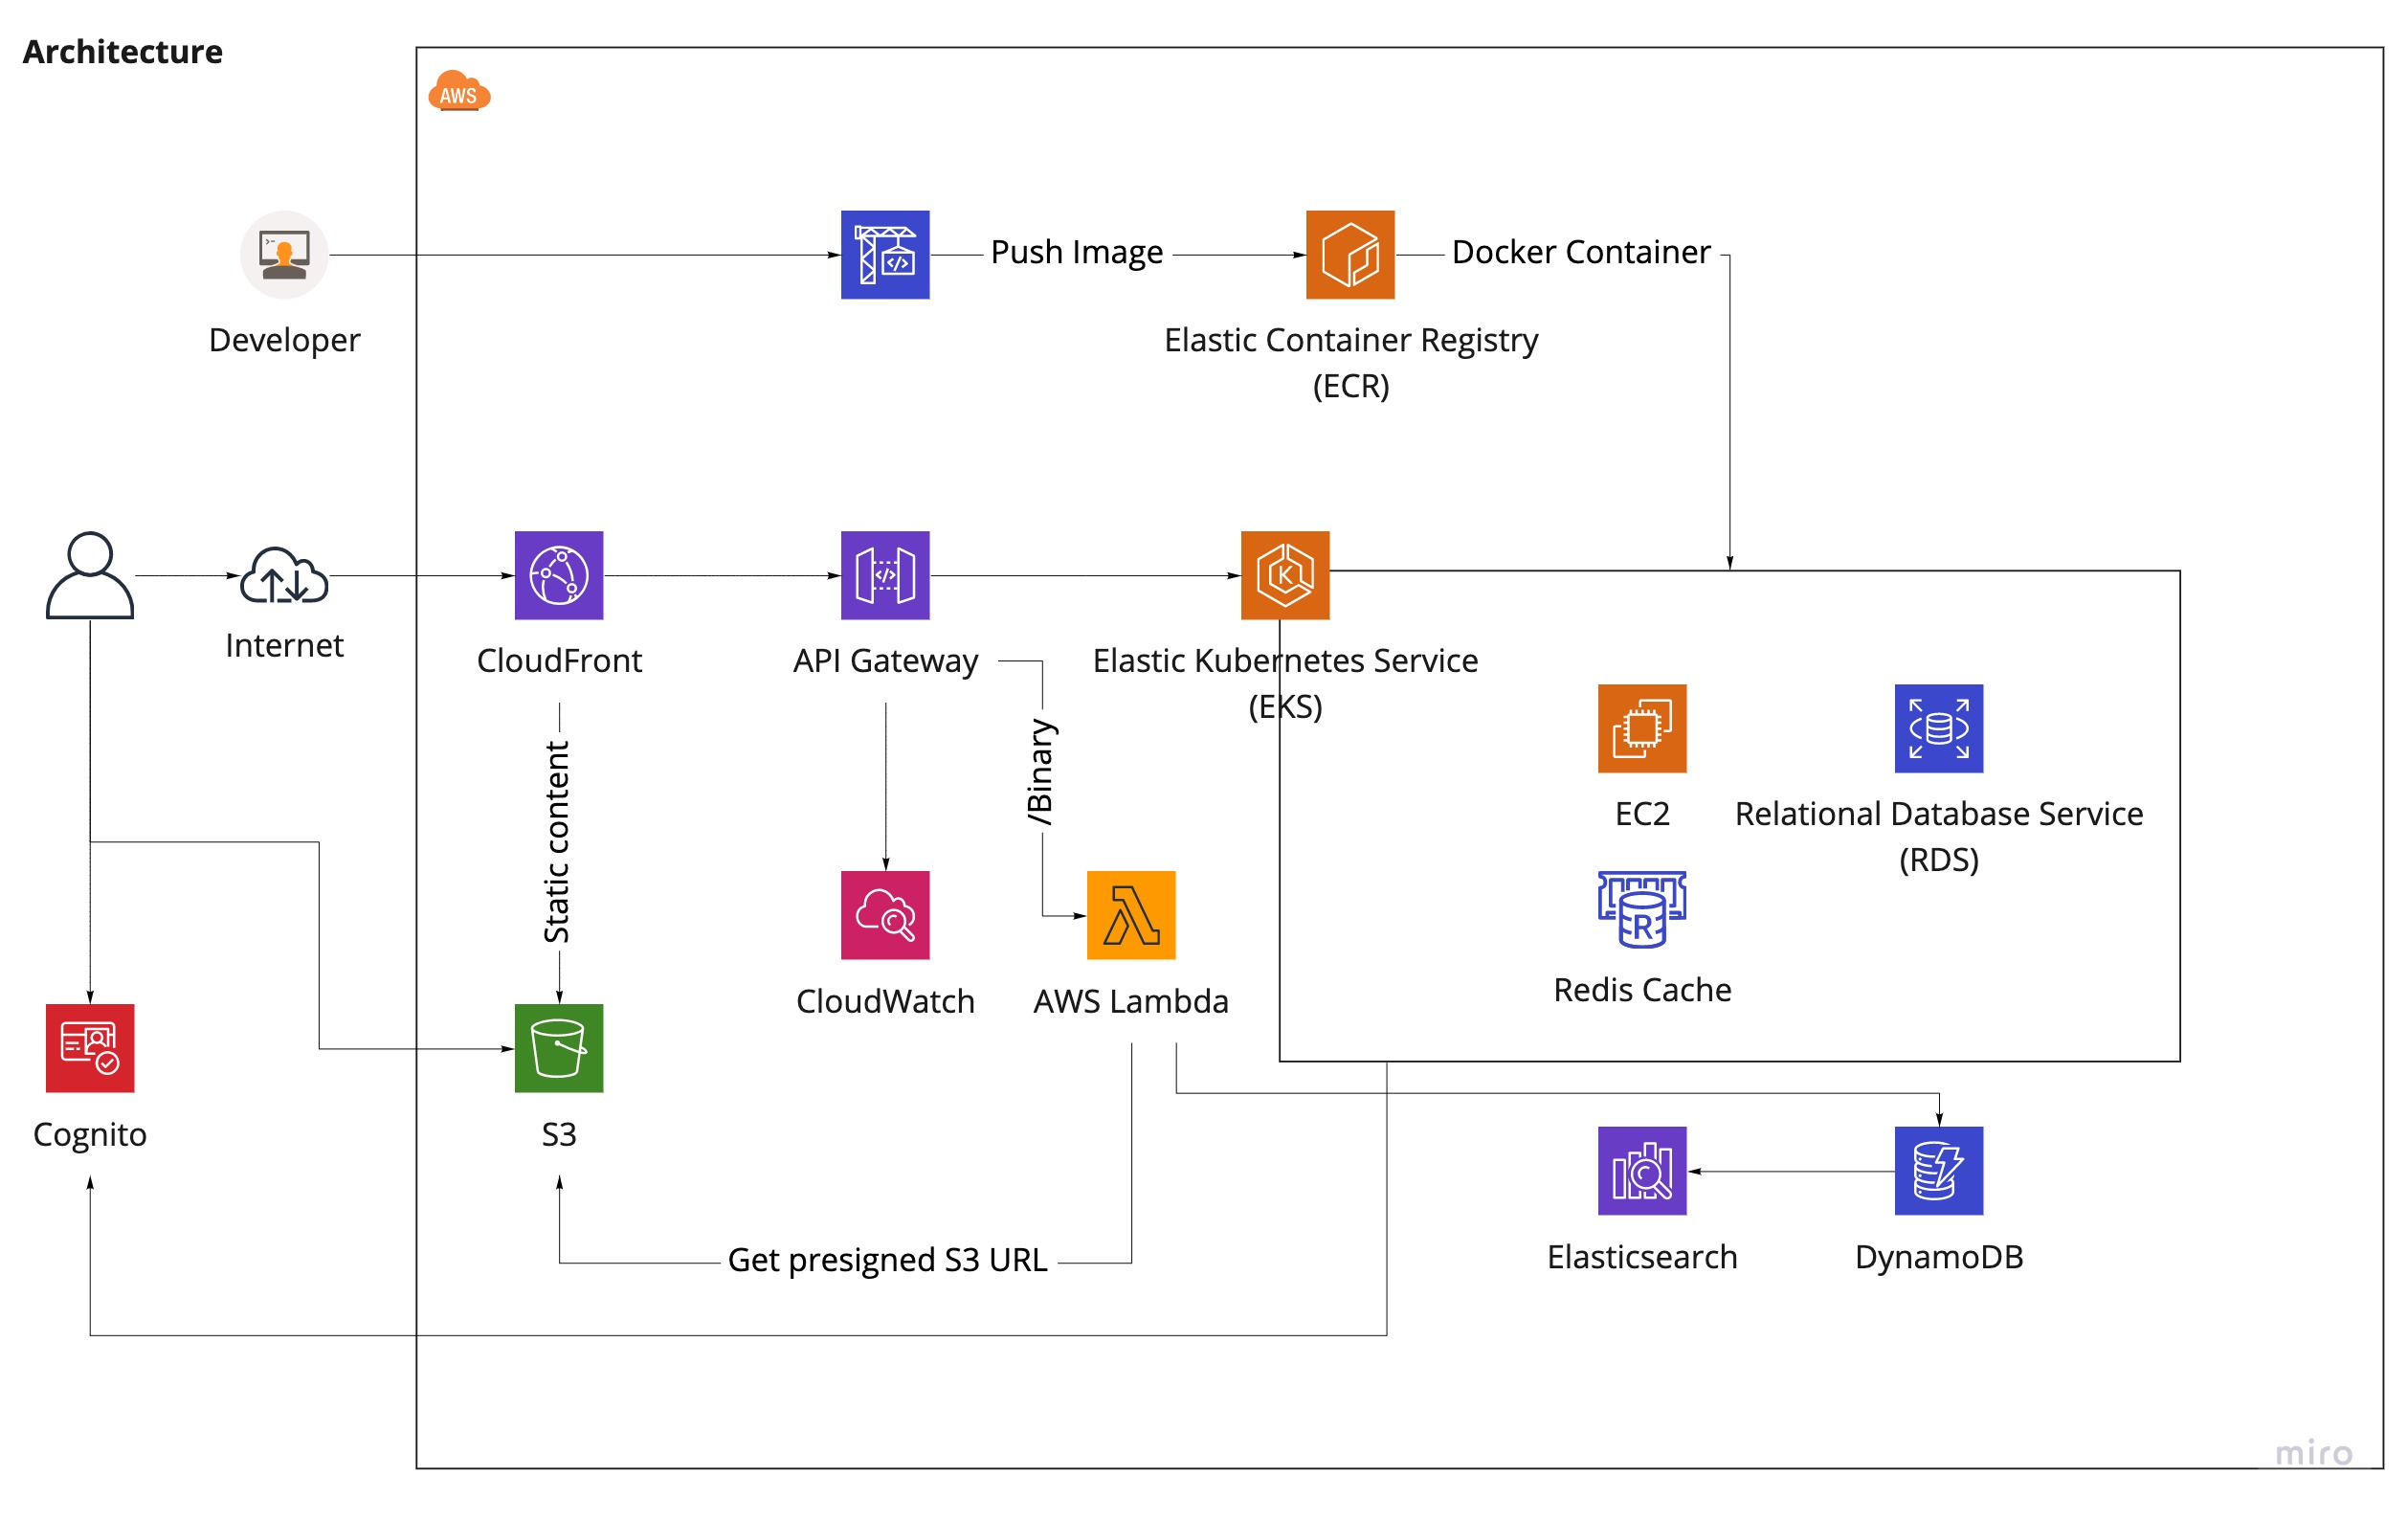 Architecture
AWS
Push Image
Docker Container
Developer
Elastic Container Registry
(ECR)
Internet
CloudFront
API Gateway
Elastic Kubernetes Service
(EKS)
K
Static content
/Binary
EC2
Relational Database Service
(RDS)
R
Redis Cache
CloudWatch
AWS Lambda
Cognito
S3
Get presigned S3 URL
Elasticsearch
DynamoDB
miro